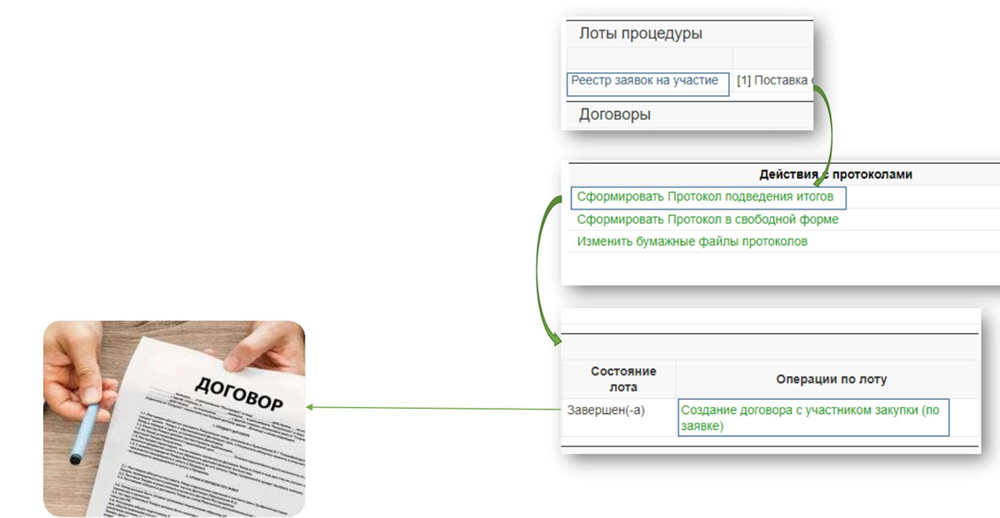 Лоты процедуры
Реестр заявок на участие
[1] Поставка
Договоры
Действия с протоколами
Сформировать Протокол подведения итогов
Сформировать Протокол в свободной форме
Изменить бумажные файлы протоколов
Состояние
лота
Операции по лоту
Завершен(-а)
Создание договора с участником закупки (по
заявке)
ДОГОВОР